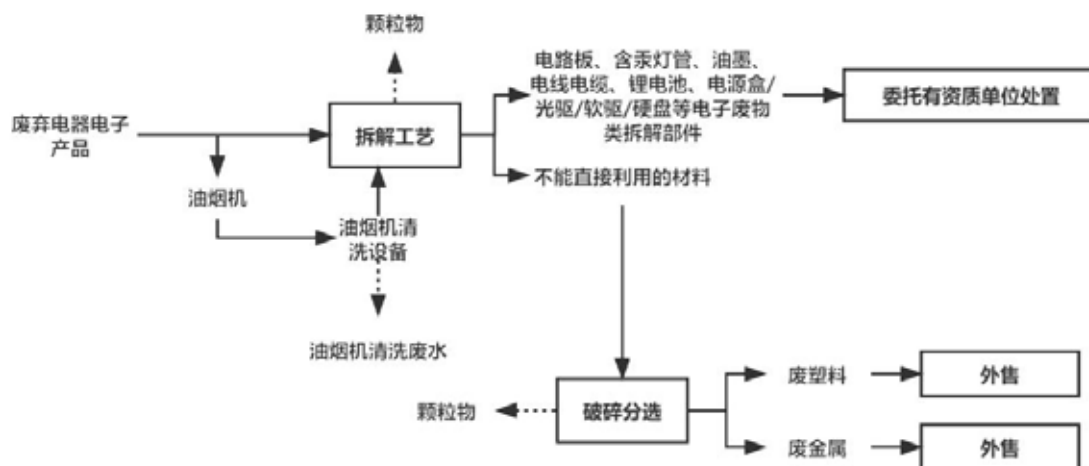 颗粒物
电路板、含汞灯管、油墨、
电线电缆、锂电池、电源盒/
光驱/软驱/硬盘等电子废物
类拆解部件
委托有资质单位处置
废弃电器电子
产品
拆解工艺
不能直接利用的材料
油烟机
油烟机清
洗设备
油烟机清洗废水
颗粒物
破碎分选
废塑料
外售
废金属
外售